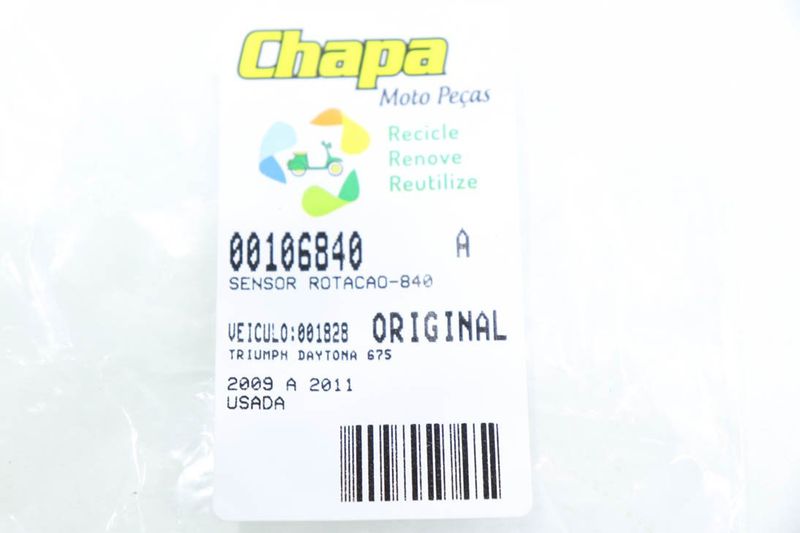 Chapa
Moto Peças
Recicle
Renove
Reutilize
00106840 A
SENSOR ROTACAO-840
VEICULO:001828 ORIGINAL
TRIUMPH DAYTONA 675
2009 A 2011
USADA